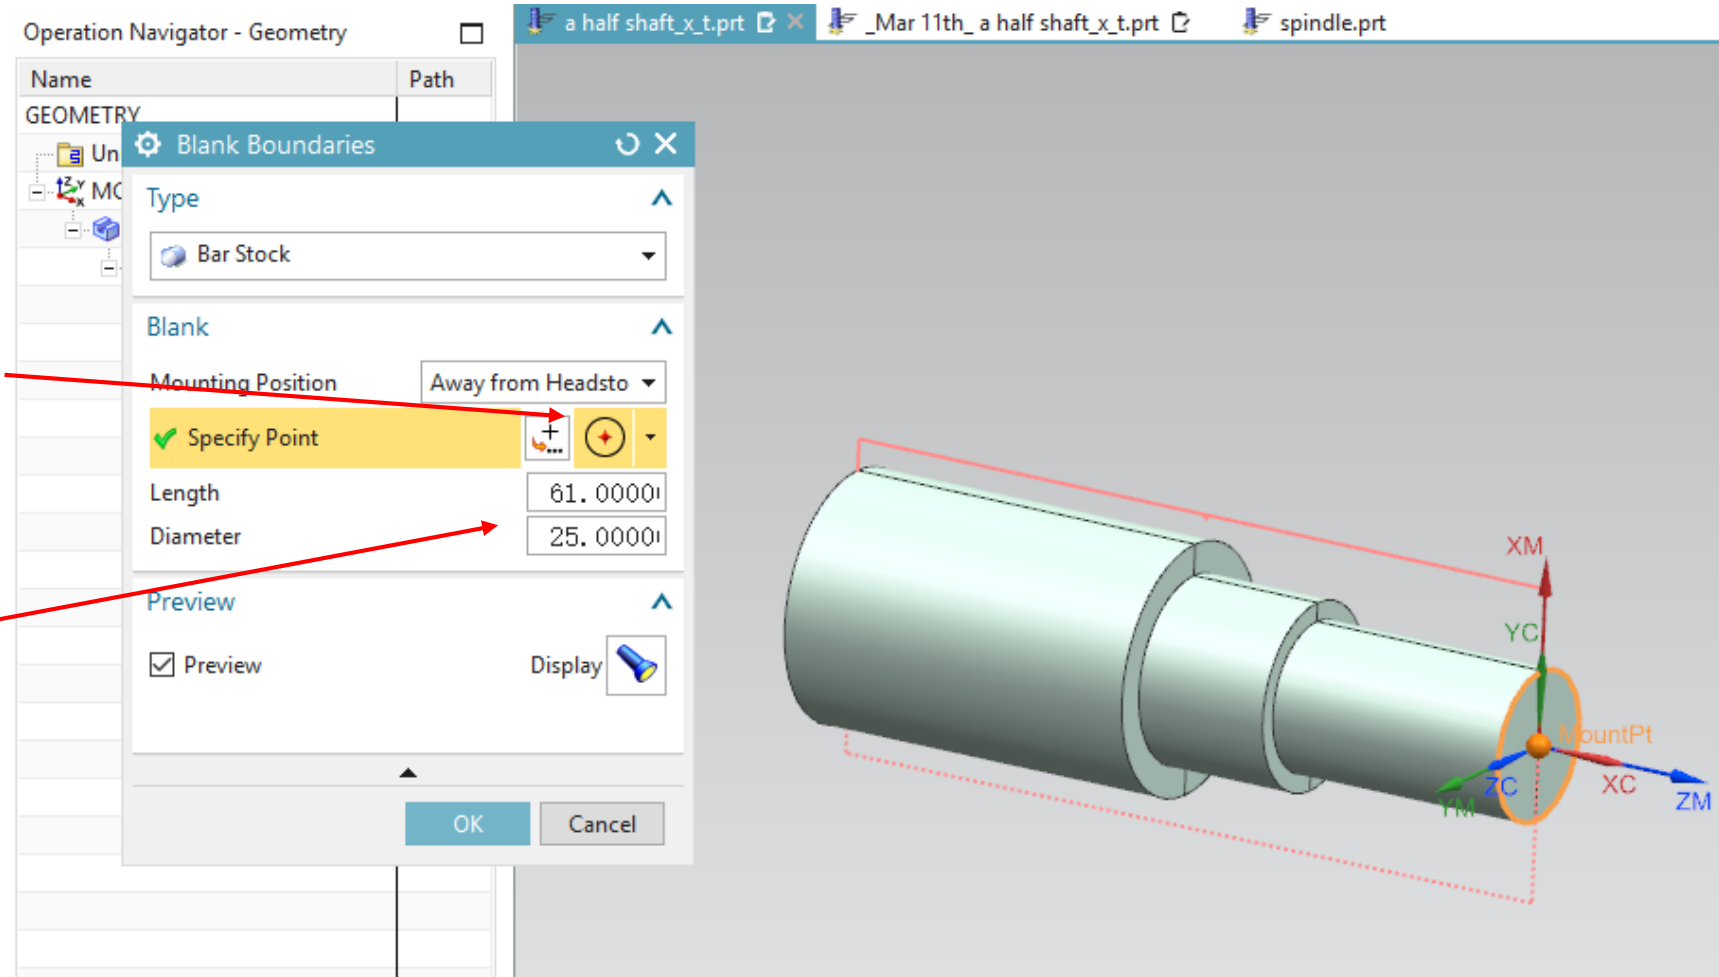 Operation Navigator - Geometry
a half shaft_x_t.prt
_Mar 11th_ a half shaft_x_t.prt
spindle.prt
Name
Path
GEOMETRY
Un
MC
Blank Boundaries
Type
Bar Stock
Blank
Mounting Position
Away from Headsto
Specify Point
Length
61.0000
Diameter
25.0000
Preview
Preview
Display
OK
Cancel
XM
YC
MountPt
ZC
XC
YM
ZM